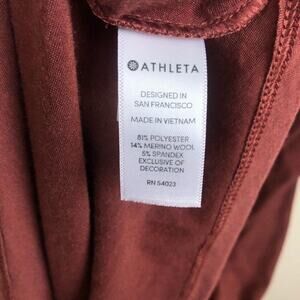 ATHLETA
DESIGNED IN
SAN FRANCISCO
MADE IN VIETNAM
81% POLYESTER
14% MERINO WOOL
5% SPANDEX
EXCLUSIVE OF
DECORATION
RN 54023